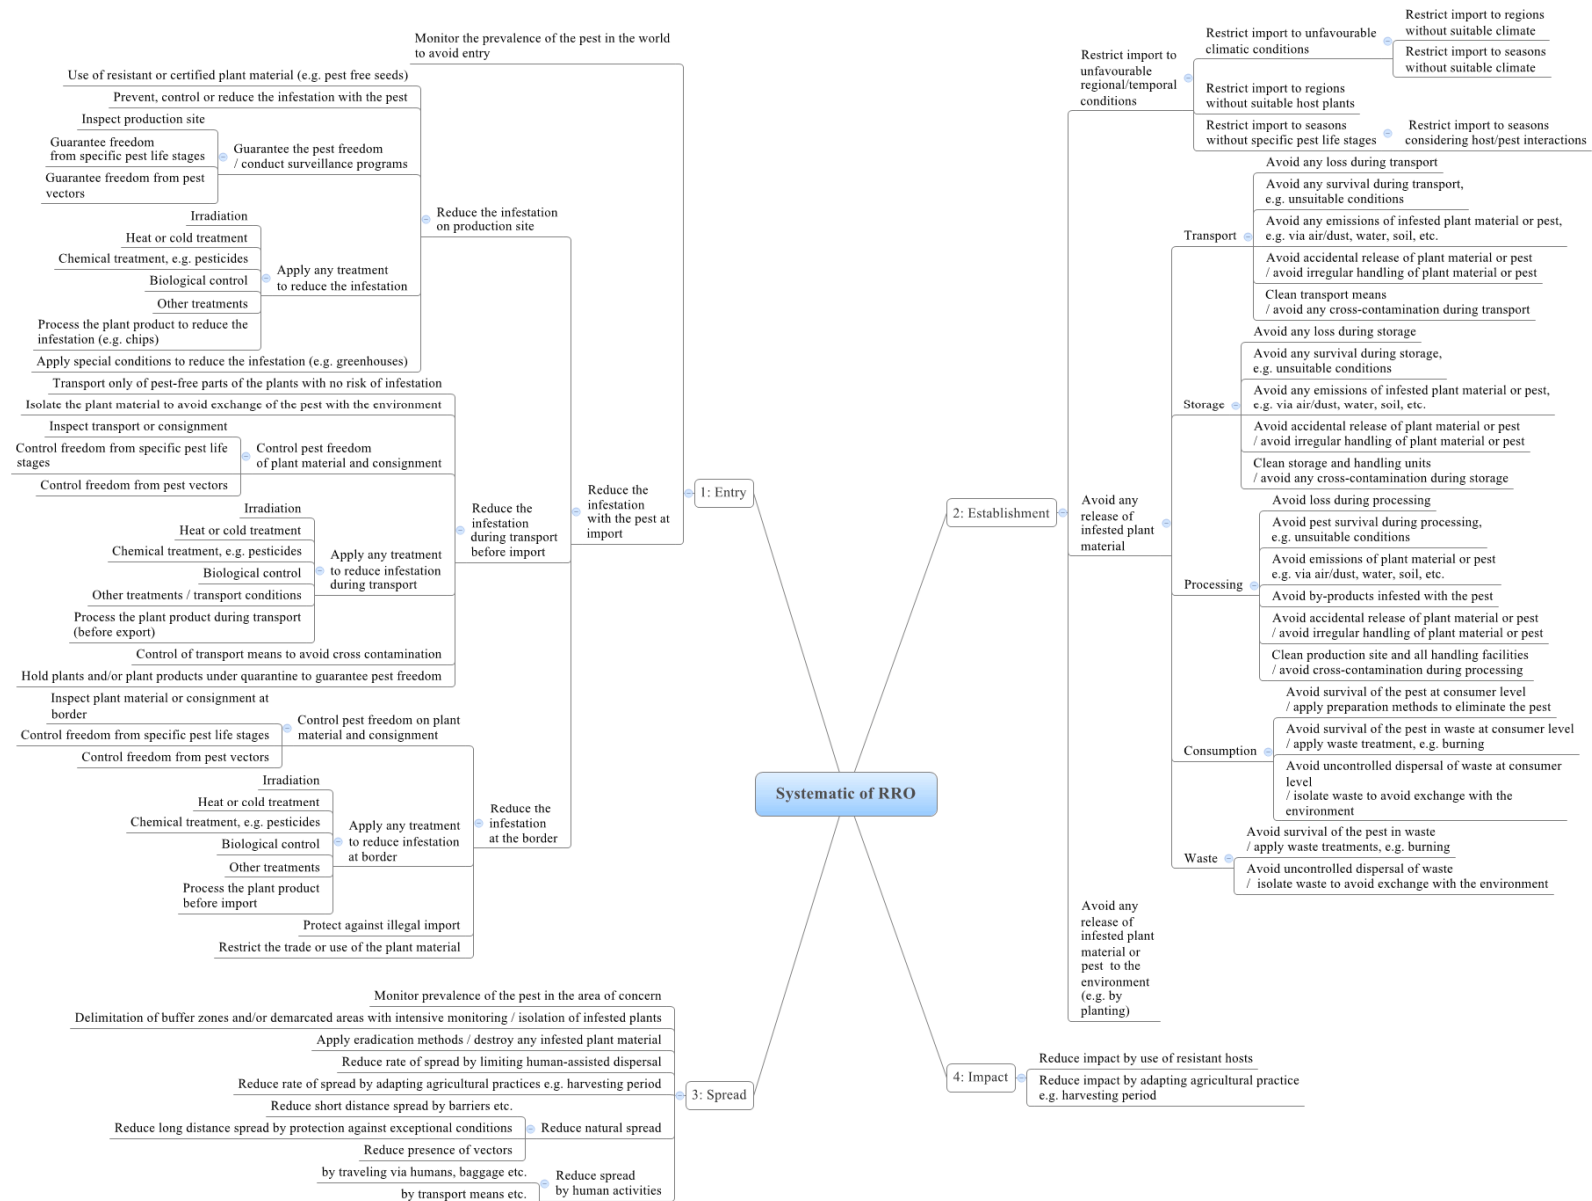 Systematic of RRO
1: Entry
Monitor the prevalence of the pest in the world
to avoid entry
Reduce the
infestation
with the pest at
import
Reduce the infestation
on production site
Use of resistant or certified plant material (e.g. pest free seeds)
Prevent, control or reduce the infestation with the pest
Guarantee the pest freedom
/ conduct surveillance programs
Inspect production site
Guarantee freedom
from specific pest life stages
Guarantee freedom from pest
vectors
Apply any treatment
to reduce the infestation
Irradiation
Heat or cold treatment
Chemical treatment, e.g. pesticides
Biological control
Other treatments
Process the plant product to reduce the
infestation (e.g. chips)
Apply special conditions to reduce the infestation (e.g. greenhouses)
Reduce the
infestation
during transport
before import
Transport only of pest-free parts of the plants with no risk of infestation
Isolate the plant material to avoid exchange of the pest with the environment
Control pest freedom
of plant material and consignment
Inspect transport or consignment
Control freedom from specific pest life
stages
Control freedom from pest vectors
Apply any treatment
to reduce infestation
during transport
Irradiation
Heat or cold treatment
Chemical treatment, e.g. pesticides
Biological control
Other treatments / transport conditions
Process the plant product during transport
(before export)
Control of transport means to avoid cross contamination
Hold plants and/or plant products under quarantine to guarantee pest freedom
Reduce the
infestation
at the border
Control pest freedom on plant
material and consignment
Inspect plant material or consignment at
border
Control freedom from specific pest life stages
Control freedom from pest vectors
Apply any treatment
to reduce infestation
at border
Irradiation
Heat or cold treatment
Chemical treatment, e.g. pesticides
Biological control
Other treatments
Process the plant product
before import
Protect against illegal import
Restrict the trade or use of the plant material
2: Establishment
Restrict import to
unfavourable
regional/temporal
conditions
Restrict import to unfavourable
climatic conditions
Restrict import to regions
without suitable climate
Restrict import to seasons
without suitable climate
Restrict import to regions
without suitable host plants
Restrict import to seasons
without specific pest life stages
Restrict import to seasons
considering host/pest interactions
Avoid any
release of
infested plant
material
Transport
Avoid any loss during transport
Avoid any survival during transport,
e.g. unsuitable conditions
Avoid any emissions of infested plant material or pest,
e.g. via air/dust, water, soil, etc.
Avoid accidental release of plant material or pest
/ avoid irregular handling of plant material or pest
Clean transport means
/ avoid any cross-contamination during transport
Storage
Avoid any loss during storage
Avoid any survival during storage,
e.g. unsuitable conditions
Avoid any emissions of infested plant material or pest,
e.g. via air/dust, water, soil, etc.
Avoid accidental release of plant material or pest
/ avoid irregular handling of plant material or pest
Clean storage and handling units
/ avoid any cross-contamination during storage
Processing
Avoid loss during processing
Avoid pest survival during processing,
e.g. unsuitable conditions
Avoid emissions of plant material or pest
e.g. via air/dust, water, soil, etc.
Avoid by-products infested with the pest
Avoid accidental release of plant material or pest
/ avoid irregular handling of plant material or pest
Clean production site and all handling facilities
/ avoid cross-contamination during processing
Consumption
Avoid survival of the pest at consumer level
/ apply preparation methods to eliminate the pest
Avoid survival of the pest in waste at consumer level
/ apply waste treatment, e.g. burning
Avoid uncontrolled dispersal of waste at consumer
level
/ isolate waste to avoid exchange with the
environment
Waste
Avoid survival of the pest in waste
/ apply waste treatments, e.g. burning
Avoid uncontrolled dispersal of waste
/ isolate waste to avoid exchange with the environment
Avoid any
release of
infested plant
material or
pest to the
environment
(e.g. by
planting)
3: Spread
Monitor prevalence of the pest in the area of concern
Delimitation of buffer zones and/or demarcated areas with intensive monitoring / isolation of infested plants
Apply eradication methods / destroy any infested plant material
Reduce rate of spread by limiting human-assisted dispersal
Reduce rate of spread by adapting agricultural practices e.g. harvesting period
Reduce natural spread
Reduce short distance spread by barriers etc.
Reduce long distance spread by protection against exceptional conditions
Reduce presence of vectors
Reduce spread
by human activities
by traveling via humans, baggage etc.
by transport means etc.
4: Impact
Reduce impact by use of resistant hosts
Reduce impact by adapting agricultural practice
e.g. harvesting period